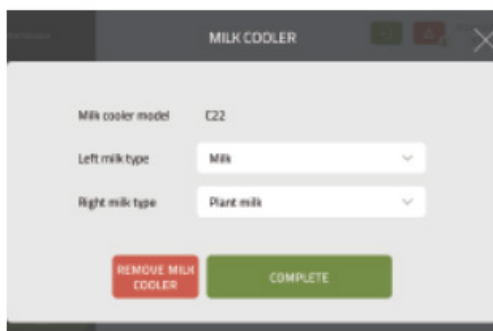 MILK COOLER
Milk cooler model C22
Left milk type Milk
Right milk type Plant milk
REMOVE MILK
COOLER
COMPLETE